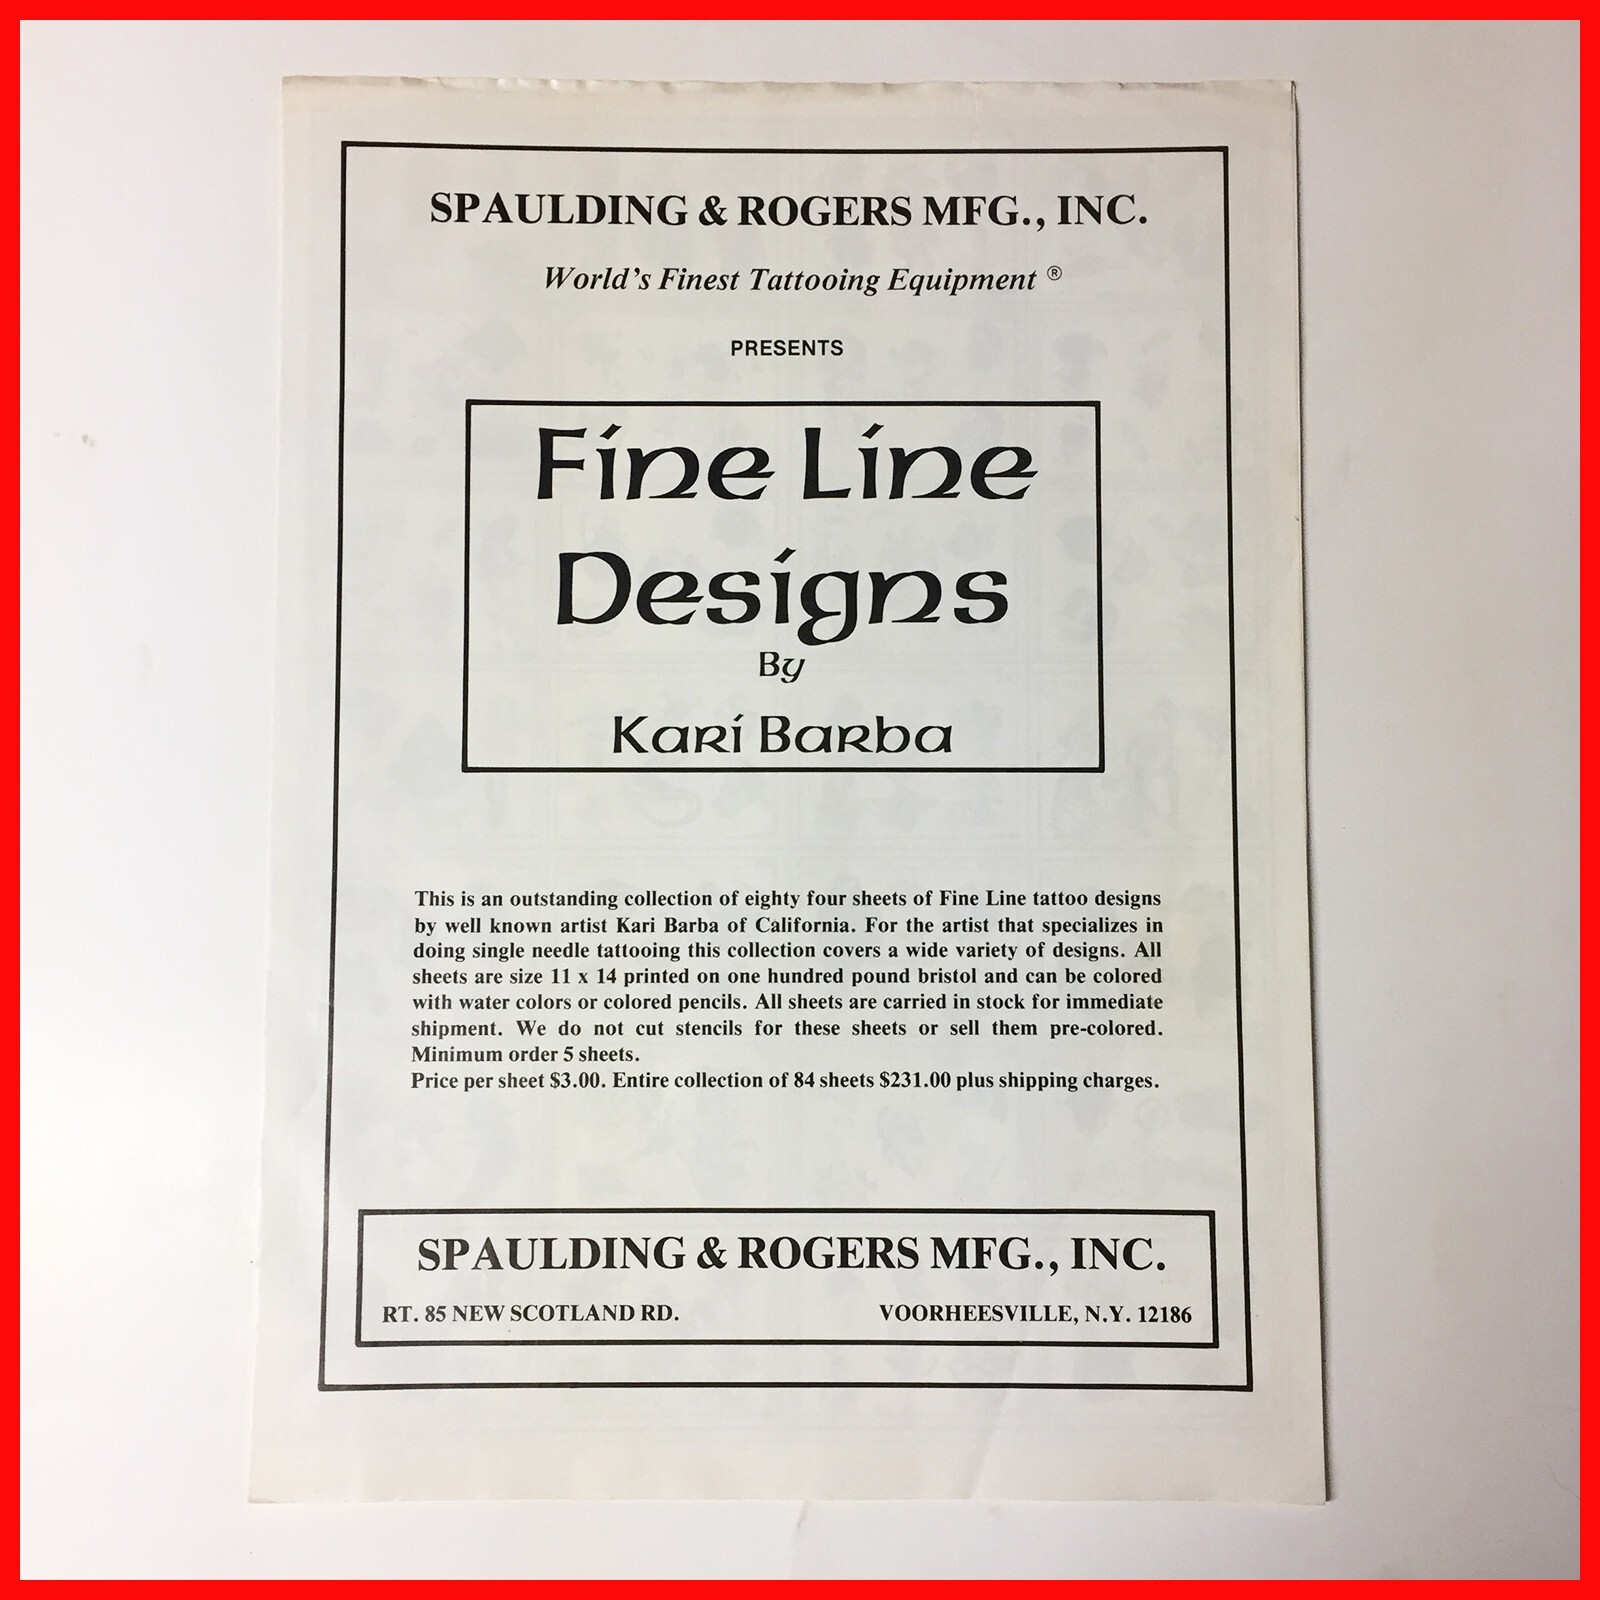 SPAULDING & ROGERS MFG., INC.
World's Finest Tattooing Equipment ®
PRESENTS
Fine Line
Designs
By
Kari Barba
This is an outstanding collection of eighty four sheets of Fine Line tattoo designs
by well known artist Kari Barba of California. For the artist that specializes in
doing single needle tattooing this collection covers a wide variety of designs. All
sheets are size 11 x 14 printed on one hundred pound bristol and can be colored
with water colors or colored pencils. All sheets are carried in stock for immediate
shipment. We do not cut stencils for these sheets or sell them pre-colored.
Minimum order 5 sheets.
Price per sheet $3.00. Entire collection of 84 sheets $231.00 plus shipping charges.
SPAULDING & ROGERS MFG., INC.
RT. 85 NEW SCOTLAND RD. VOORHEESVILLE, N.Y. 12186